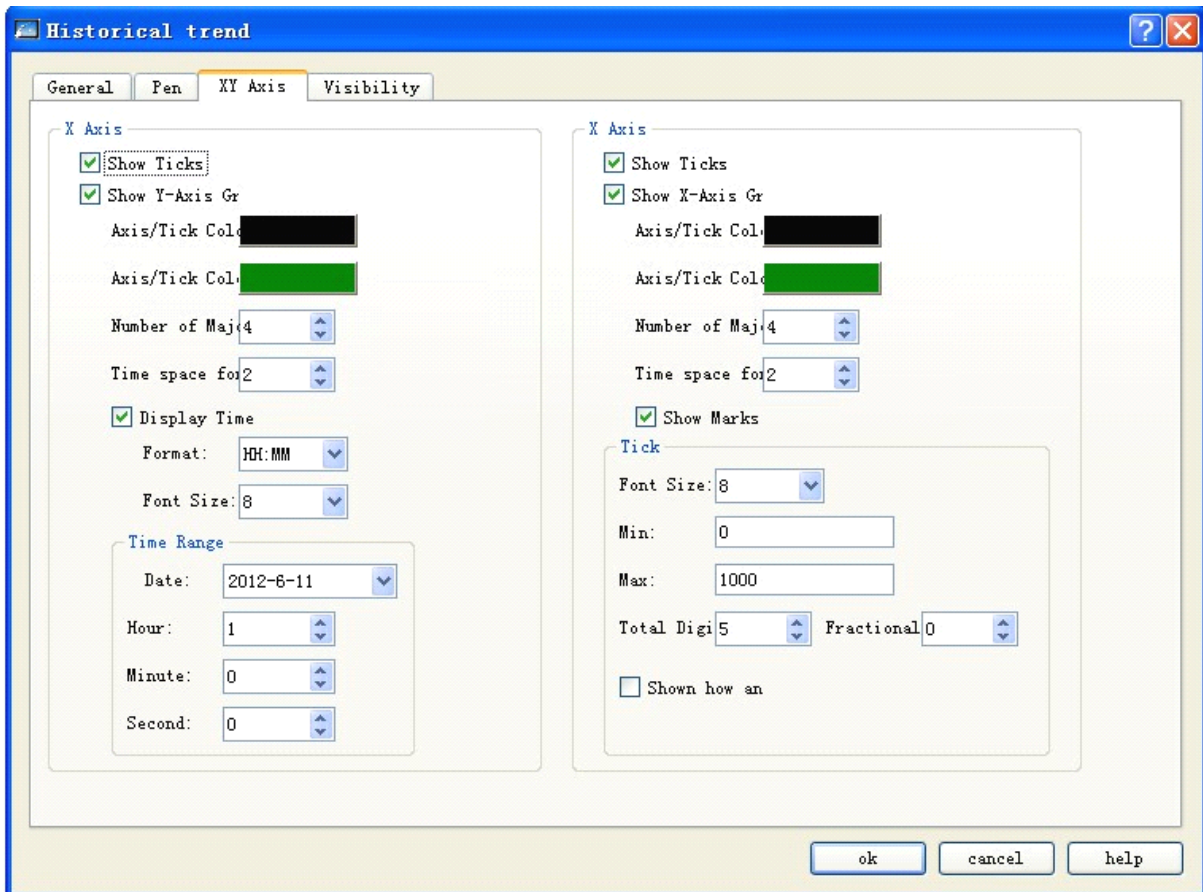 Historical trend
General Pen XY Axis Visibility
X Axis
Show Ticks
Show Y-Axis Gr
Axis/Tick Col
Axis/Tick Col
Number of Maj 4
Time space for 2
Display Time
Format: HH:MM
Font Size: 8
Time Range
Date: 2012-6-11
Hour: 1
Minute: 0
Second: 0
X Axis
Show Ticks
Show X-Axis Gr
Axis/Tick Col
Axis/Tick Col
Number of Maj 4
Time space for 2
Show Marks
Tick
Font Size: 8
Min: 0
Max: 1000
Total Digi 5 Fractional 0
Shown how an
ok cancel help